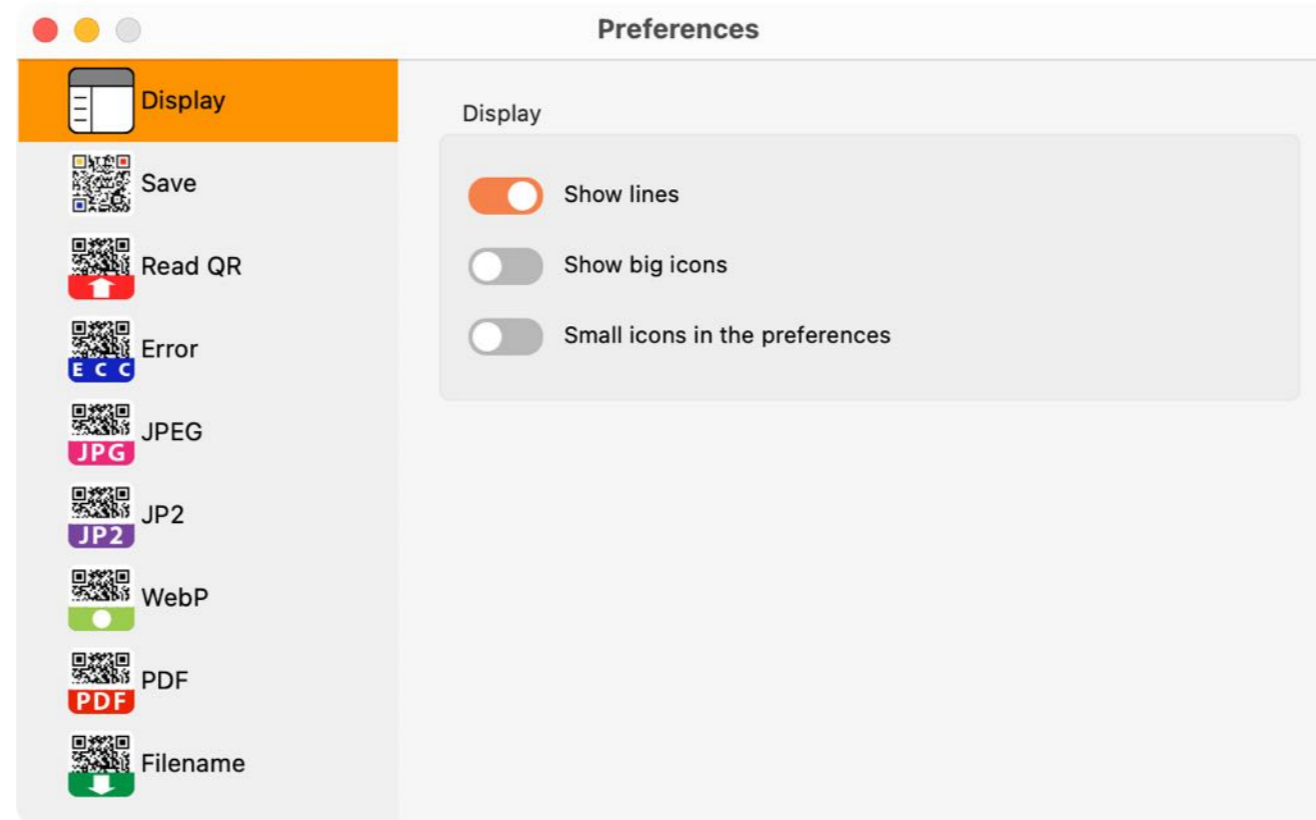 Preferences
Display
Save
Read QR
E C C
Error
JPG
JPEG
JP2
JP2
WebP
PDF
PDF
Filename
Display
Show lines
Show big icons
Small icons in the preferences